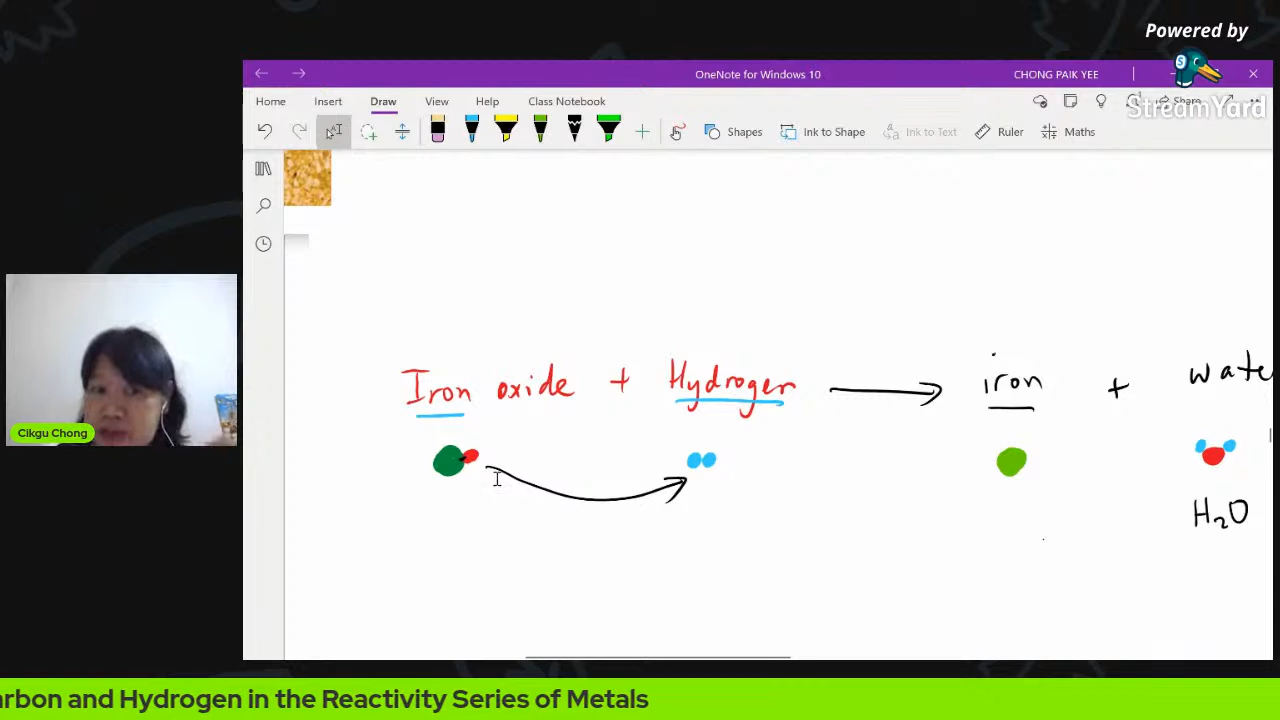 Powered by
StreamYard
OneNote for Windows 10
CHONG PAIK YEE
Home Insert Draw View Help Class Notebook
Share
Shapes Ink to Shape Ink to Text Ruler Maths
Iron oxide + Hydrogen → iron + wate
H₂O
Cikgu Chong
arbon and Hydrogen in the Reactivity Series of Metals